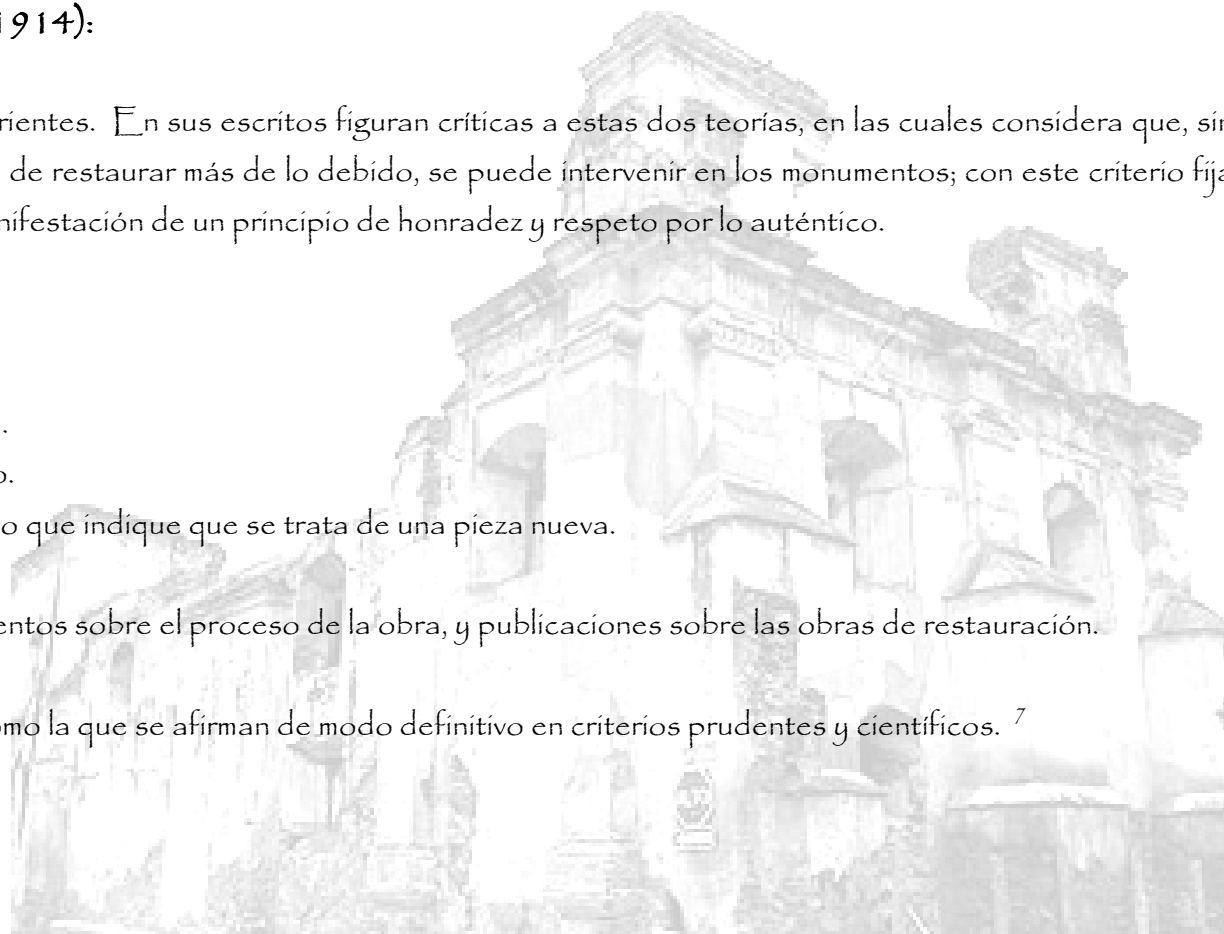 1914):
rientes. En sus escritos figuran críticas a estas dos teorías, en las cuales considera que, sin
de restaurar más de lo debido, se puede intervenir en los monumentos; con este criterio fija
nifestación de un principio de honradez y respeto por lo auténtico.
.
o.
o que indique que se trata de una pieza nueva.
entos sobre el proceso de la obra, y publicaciones sobre las obras de restauración.
omo la que se afirman de modo definitivo en criterios prudentes y científicos. 7